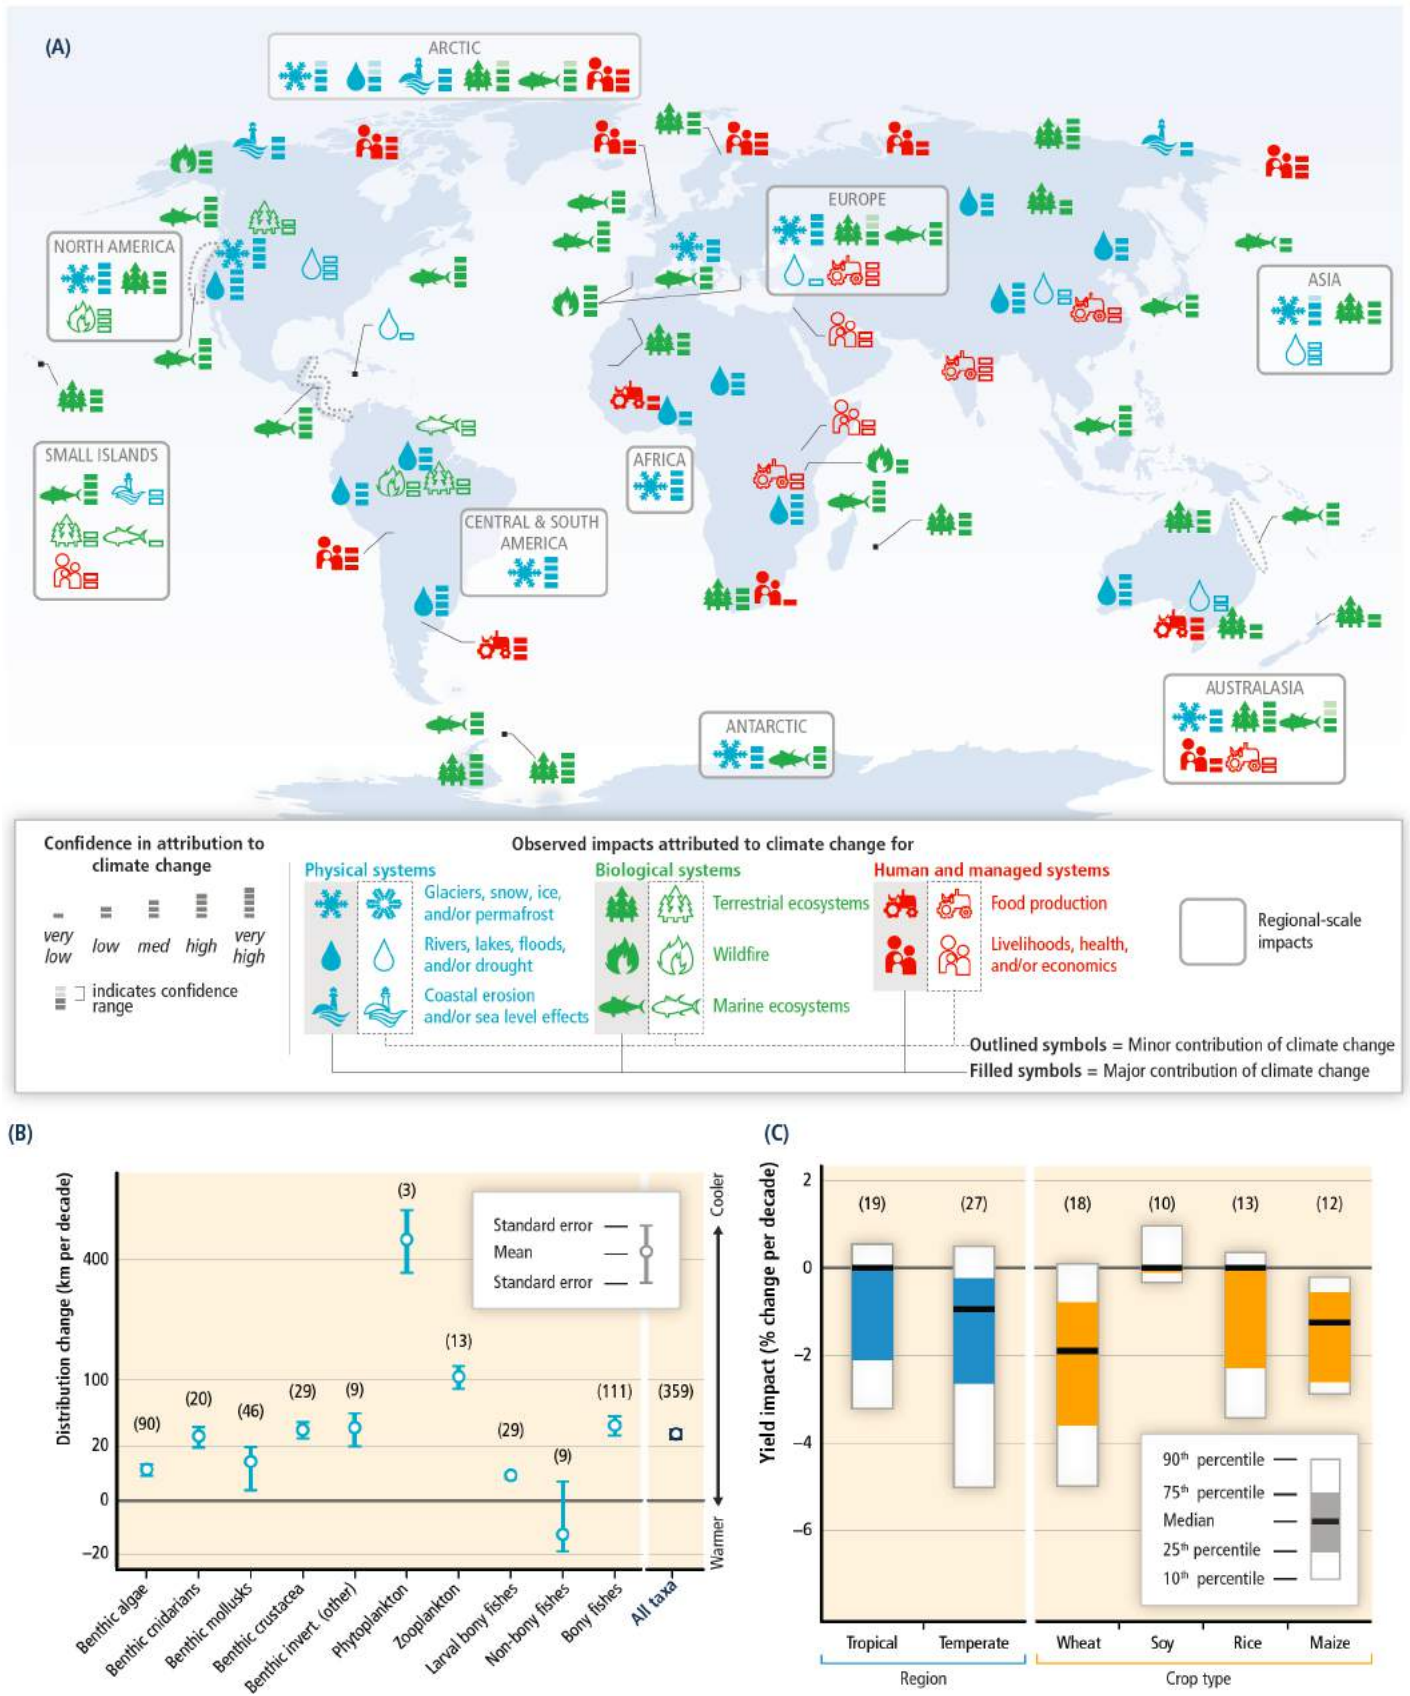 (A)
ARCTIC
EUROPE
NORTH AMERICA
ASIA
SMALL ISLANDS
AFRICA
CENTRAL & SOUTH
AMERICA
AUSTRALASIA
ANTARCTIC
Confidence in attribution to
climate change
very
low
low
med
high
very
high
indicates confidence
range
Observed impacts attributed to climate change for
Physical systems
Glaciers, snow, ice,
and/or permafrost
Rivers, lakes, floods,
and/or drought
Coastal erosion
and/or sea level effects
Biological systems
Terrestrial ecosystems
Wildfire
Marine ecosystems
Human and managed systems
Food production
Livelihoods, health,
and/or economics
Regional-scale
impacts
Outlined symbols = Minor contribution of climate change
Filled symbols = Major contribution of climate change
(B)
Distribution change (km per decade)
400
100
20
0
−20
(90)
(20)
(46)
(29)
(9)
(3)
(13)
(29)
(9)
(111)
(359)
Standard error
Mean
Standard error
Cooler
Warmer
Benthic algae
Benthic cnidarians
Benthic mollusks
Benthic crustacea
Benthic invert. (other)
Phytoplankton
Zooplankton
Larval bony fishes
Non-bony fishes
Bony fishes
All taxa
(C)
Yield impact (% change per decade)
2
0
−2
−4
−6
(19)
(27)
(18)
(10)
(13)
(12)
90th percentile
75th percentile
Median
25th percentile
10th percentile
Tropical
Temperate
Wheat
Soy
Rice
Maize
Region
Crop type